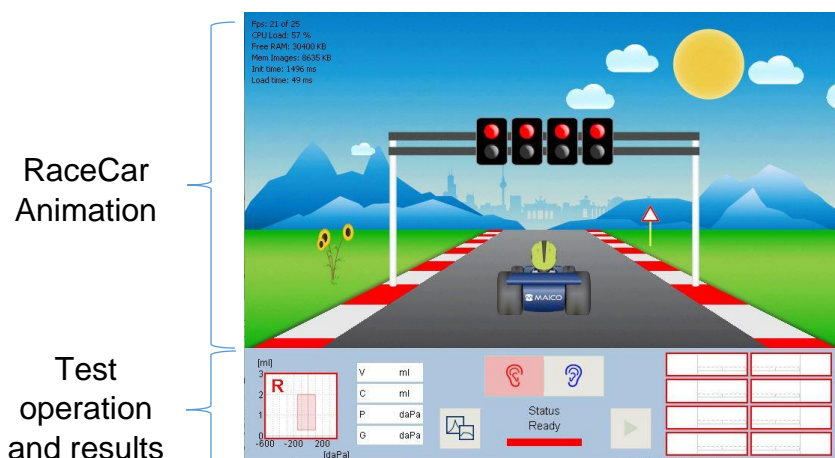 Fps: 21 of 25
CPU Load: 57 %
Free RAM: 30400 KB
Mem Images: 8635 KB
Init time: 1496 ms
Load time: 49 ms
RaceCar
Animation
MAICO
Test
operation
and results
[ml]
3
2
1
0
R
-600 -200 200
[daPa]
V ml
C ml
P daPa
G daPa
Status
Ready